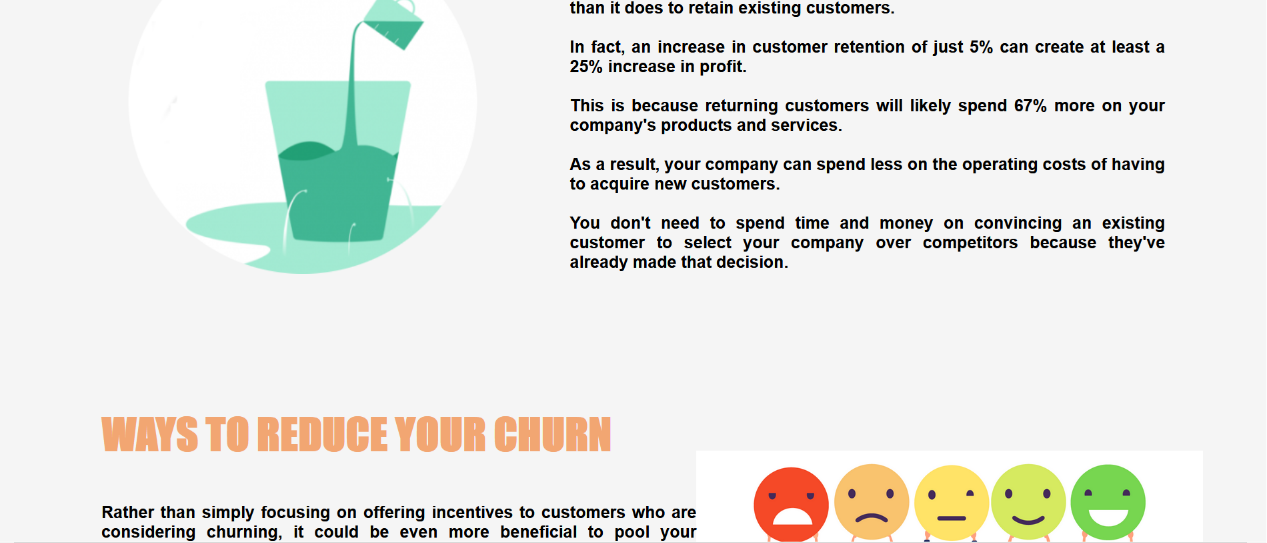 than it does to retain existing customers.
In fact, an increase in customer retention of just 5% can create at least a
25% increase in profit.
This is because returning customers will likely spend 67% more on your
company's products and services.
As a result, your company can spend less on the operating costs of having
to acquire new customers.
You don't need to spend time and money on convincing an existing
customer to select your company over competitors because they've
already made that decision.
WAYS TO REDUCE YOUR CHURN
Rather than simply focusing on offering incentives to customers who are
considering churning, it could be even more beneficial to pool your